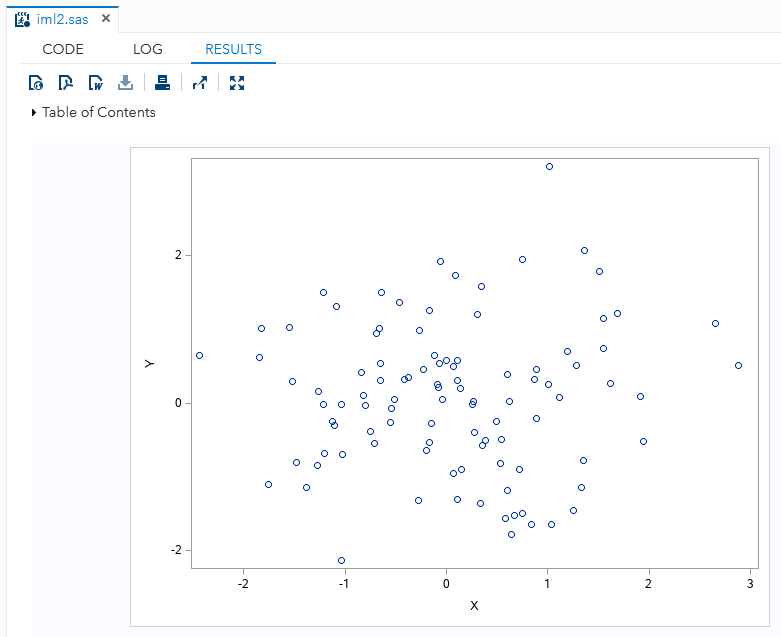 iml2.sas
CODE LOG RESULTS
Table of Contents
Y
2
0
-2
-2 -1 0 1 2 3
X